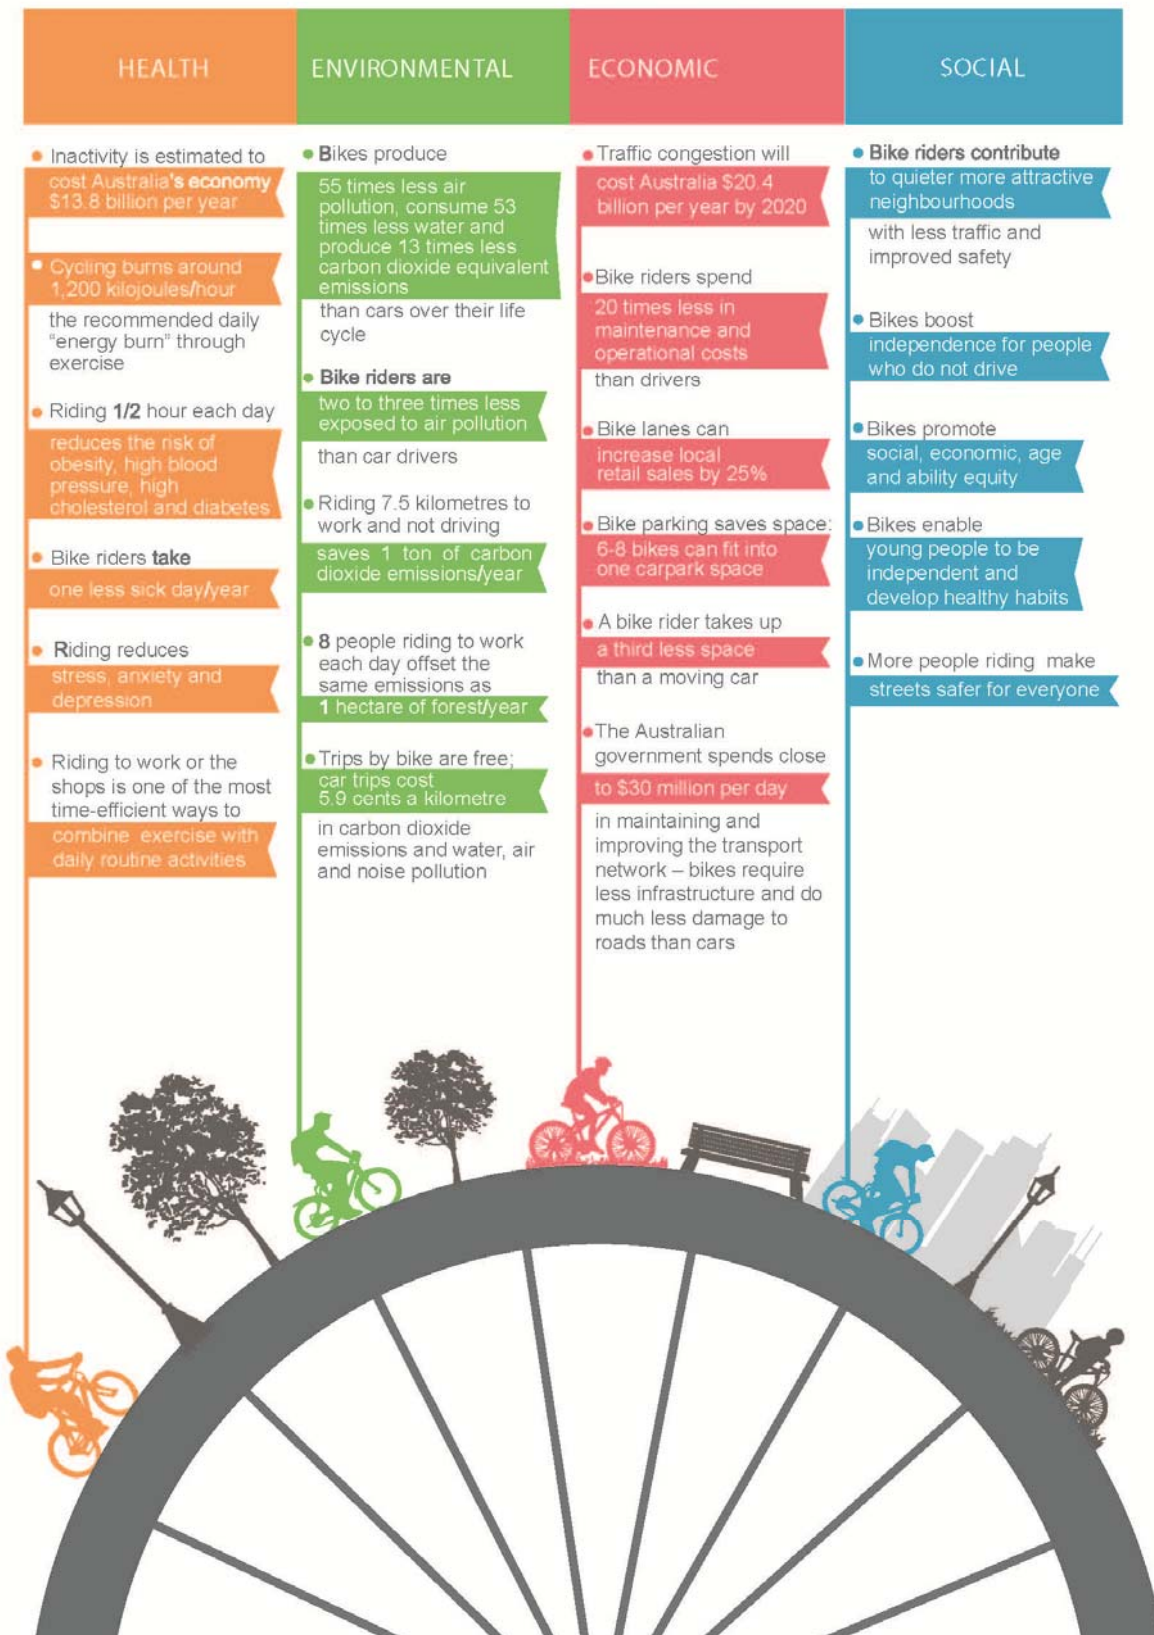 HEALTH
Inactivity is estimated to
cost Australia's economy
$13.8 billion per year
Cycling burns around
1,200 kilojoules/hour
the recommended daily
"energy burn" through
exercise
Riding 1/2 hour each day
reduces the risk of
obesity, high blood
pressure, high
cholesterol and diabetes
Bike riders take
one less sick day/year
Riding reduces
stress, anxiety and
depression
Riding to work or the
shops is one of the most
time-efficient ways to
combine exercise with
daily routine activities
ENVIRONMENTAL
Bikes produce
55 times less air
pollution, consume 53
times less water and
produce 13 times less
carbon dioxide equivalent
emissions
than cars over their life
cycle
Bike riders are
two to three times less
exposed to air pollution
than car drivers
Riding 7.5 kilometres to
work and not driving
saves 1 ton of carbon
dioxide emissions/year
8 people riding to work
each day offset the
same emissions as
1 hectare of forest/year
Trips by bike are free;
car trips cost
5.9 cents a kilometre
in carbon dioxide
emissions and water, air
and noise pollution
ECONOMIC
Traffic congestion will
cost Australia $20.4
billion per year by 2020
Bike riders spend
20 times less in
maintenance and
operational costs
than drivers
Bike lanes can
increase local
retail sales by 25%
Bike parking saves space:
6-8 bikes can fit into
one carpark space
A bike rider takes up
a third less space
than a moving car
The Australian
government spends close
to $30 million per day
in maintaining and
improving the transport
network – bikes require
less infrastructure and do
much less damage to
roads than cars
SOCIAL
Bike riders contribute
to quieter more attractive
neighbourhoods
with less traffic and
improved safety
Bikes boost
independence for people
who do not drive
Bikes promote
social, economic, age
and ability equity
Bikes enable
young people to be
independent and
develop healthy habits
More people riding make
streets safer for everyone